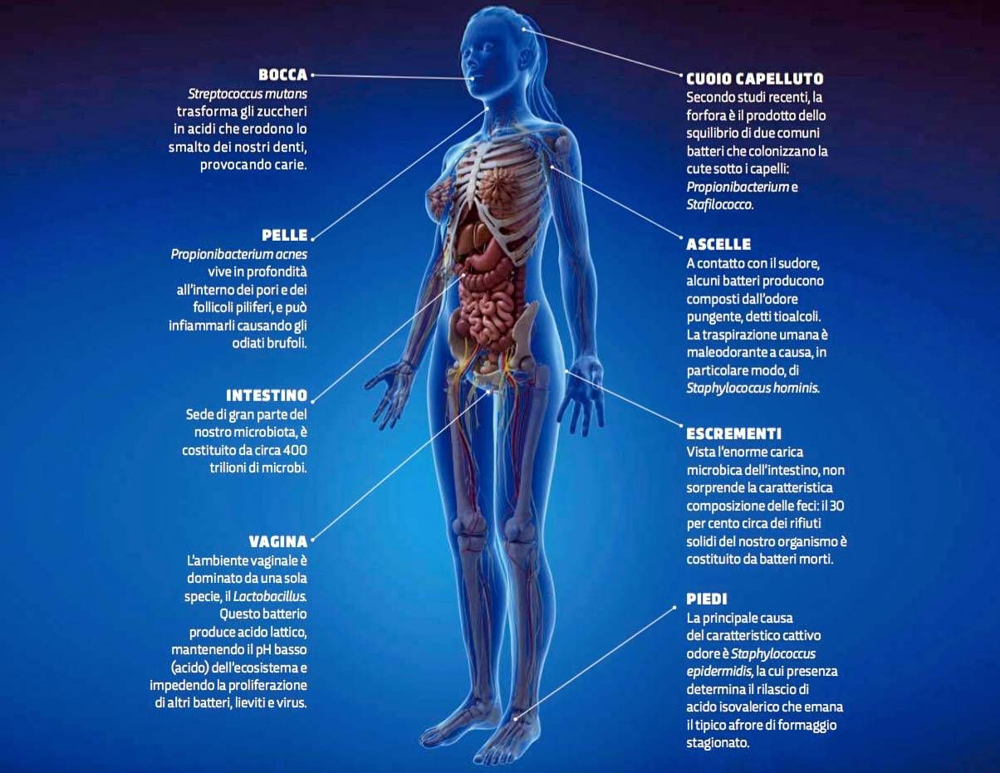 BOCCA
Streptococcus mutans
trasforma gli zuccheri
in acidi che erodono lo
smalto dei nostri denti,
provocando carie.
PELLE
Propionibacterium acnes
vive in profondità
all'interno dei pori e dei
follicoli piliferi, e può
infiammarli causando gli
odiati brufoli.
INTESTINO
Sede di gran parte del
nostro microbiota, è
costituito da circa 400
trilioni di microbi.
VAGINA
L'ambiente vaginale è
dominato da una sola
specie, il Lactobacillus.
Questo batterio
produce acido lattico,
mantenendo il pH basso
(acido) dell'ecosistema e
impedendo la proliferazione
di altri batteri, lieviti e virus.
CUOIO CAPELLUTO
Secondo studi recenti, la
forfora è il prodotto dello
squilibrio di due comuni
batteri che colonizzano la
cute sotto i capelli:
Propionibacterium e
Stafilococco.
ASCELLE
A contatto con il sudore,
alcuni batteri producono
composti dall'odore
pungente, detti tioalcoli.
La traspirazione umana è
maleodorante a causa, in
particolare modo, di
Staphylococcus hominis.
ESCREMENTI
Vista l'enorme carica
microbica dell'intestino, non
sorprende la caratteristica
composizione delle feci: il 30
per cento circa dei rifiuti
solidi del nostro organismo è
costituito da batteri morti.
PIEDI
La principale causa
del caratteristico cattivo
odore è Staphylococcus
epidermidis, la cui presenza
determina il rilascio di
acido isovalerico che emana
il tipico afrore di formaggio
stagionato.